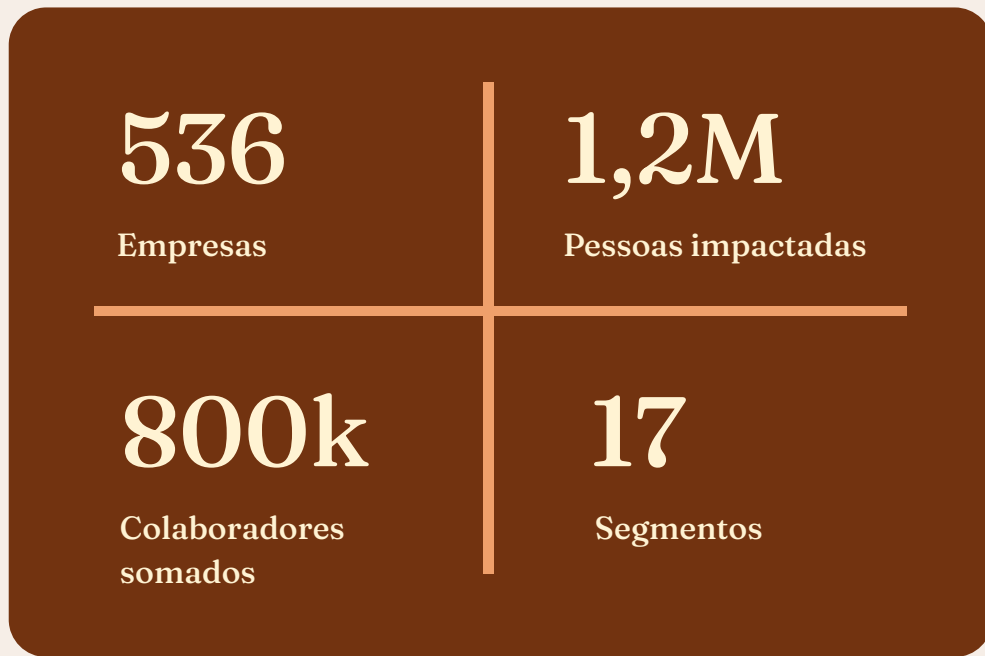 536
Empresas
1,2M
Pessoas impactadas
800k
Colaboradores
somados
17
Segmentos